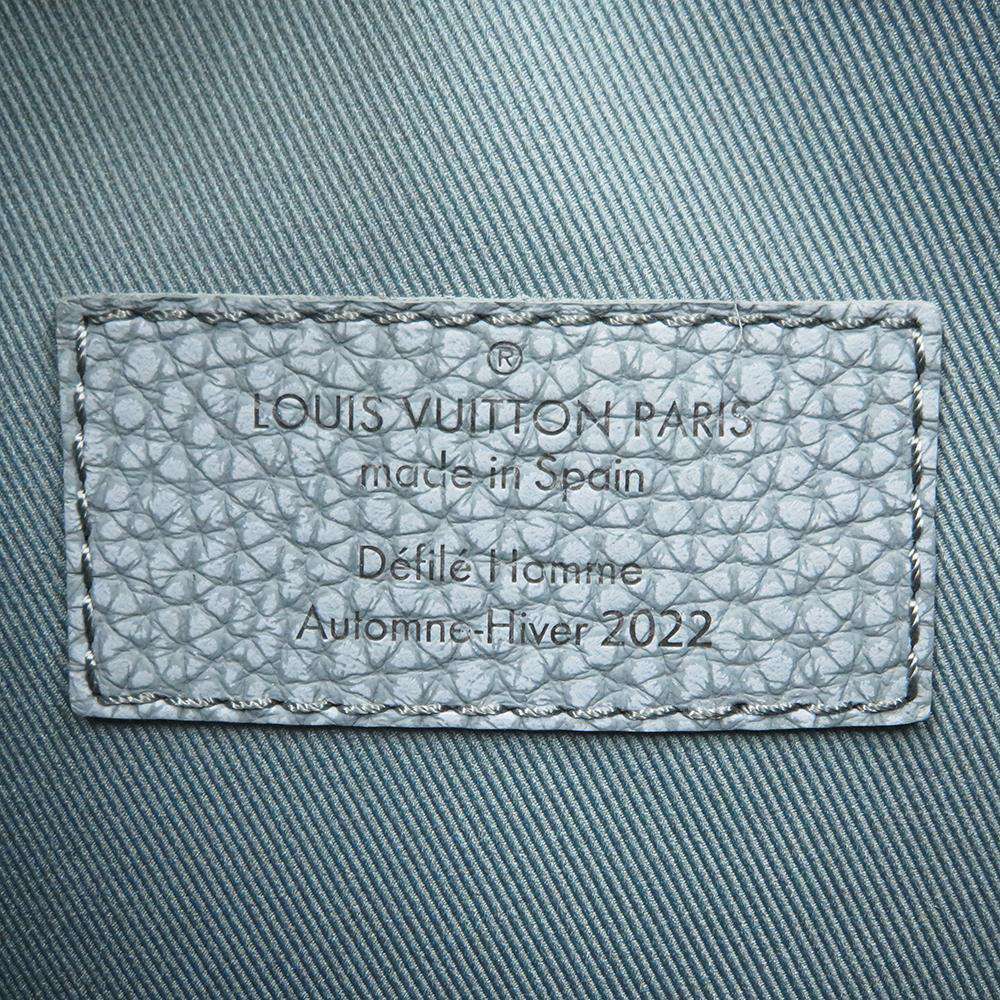 ®
LOUIS VUITTON PARIS
made in Spain
Défilé Homme
Automne-Hiver 2022